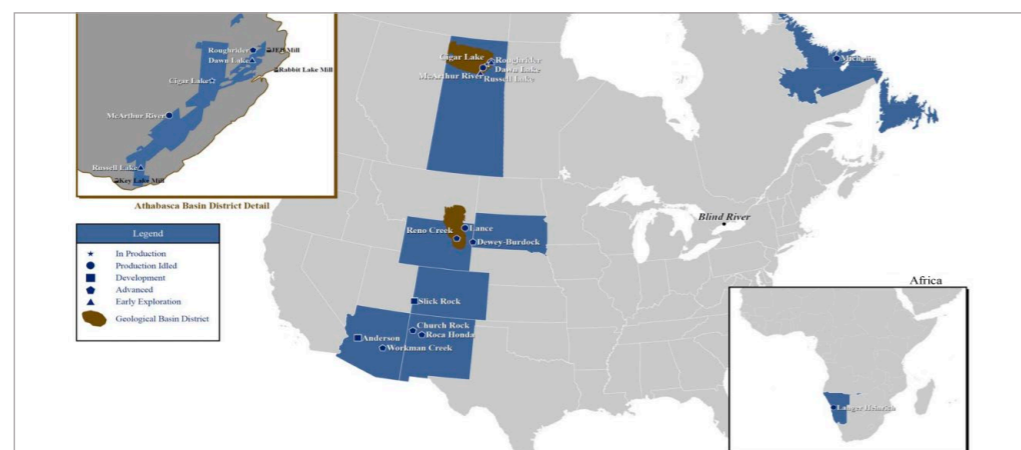 Roughrider
JEB Mill
Dawn Lake
Rabbit Lake Mill
Cigar Lake
McArthur River
Russell Lake
Key Lake Mill
Athabasca Basin District Detail
Legend
In Production
Production Idled
Development
Advanced
Early Exploration
Geological Basin District
Cigar Lake
Roughrider
Dawn Lake
McArthur River
Russell Lake
Michelin
Reno Creek
Lance
Dewey-Burdock
Blind River
Slick Rock
Church Rock
Roca Honda
Anderson
Workman Creek
Africa
Langer Heinrich